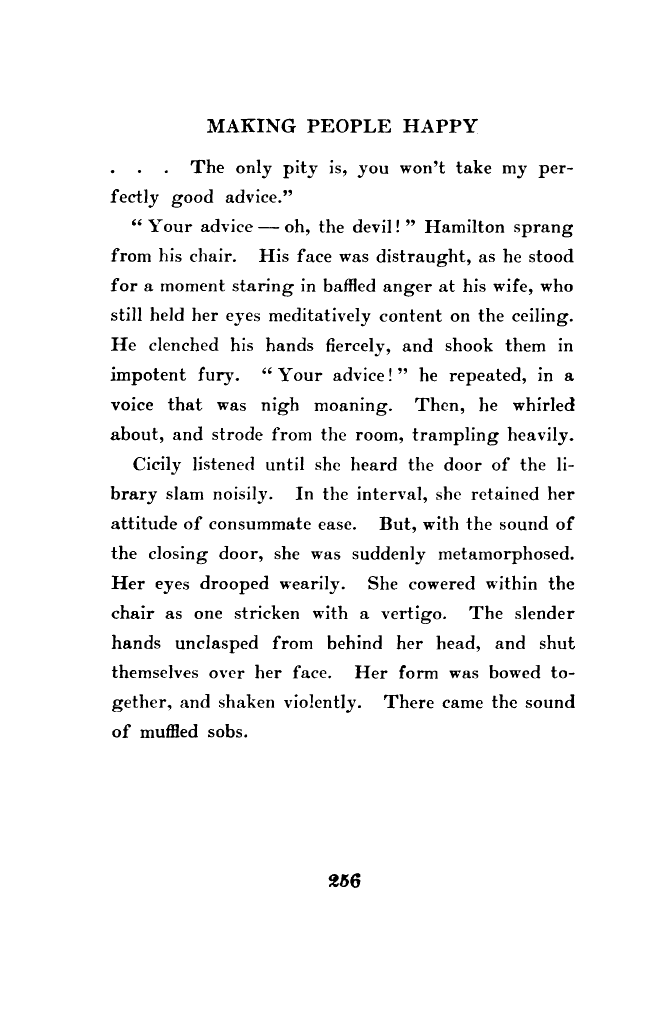 MAKING PEOPLE HAPPY
. . . The only pity is, you won't take my per-
fectly good advice.”
“ Your advice — oh, the devil! ” Hamilton sprang
from his chair. His face was distraught, as he stood
for a moment staring in baffled anger at his wife, who
still held her eyes meditatively content on the ceiling.
He clenched his hands fiercely, and shook them in
impotent fury. “ Your advice! ” he repeated, in a
voice that was nigh moaning. Then, he whirled
about, and strode from the room, trampling heavily.
Cicily listened until she heard the door of the li-
brary slam noisily. In the interval, she retained her
attitude of consummate ease. But, with the sound of
the closing door, she was suddenly metamorphosed.
Her eyes drooped wearily. She cowered within the
chair as one stricken with a vertigo. The slender
hands unclasped from behind her head, and shut
themselves over her face. Her form was bowed to-
gether, and shaken violently. There came the sound
of muffled sobs.
256